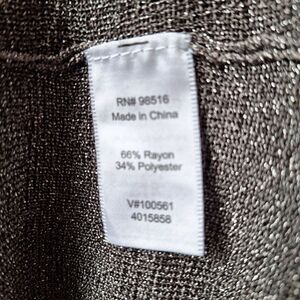 RN# 98516
Made in China
66% Rayon
34% Polyester
V#100561
4015858